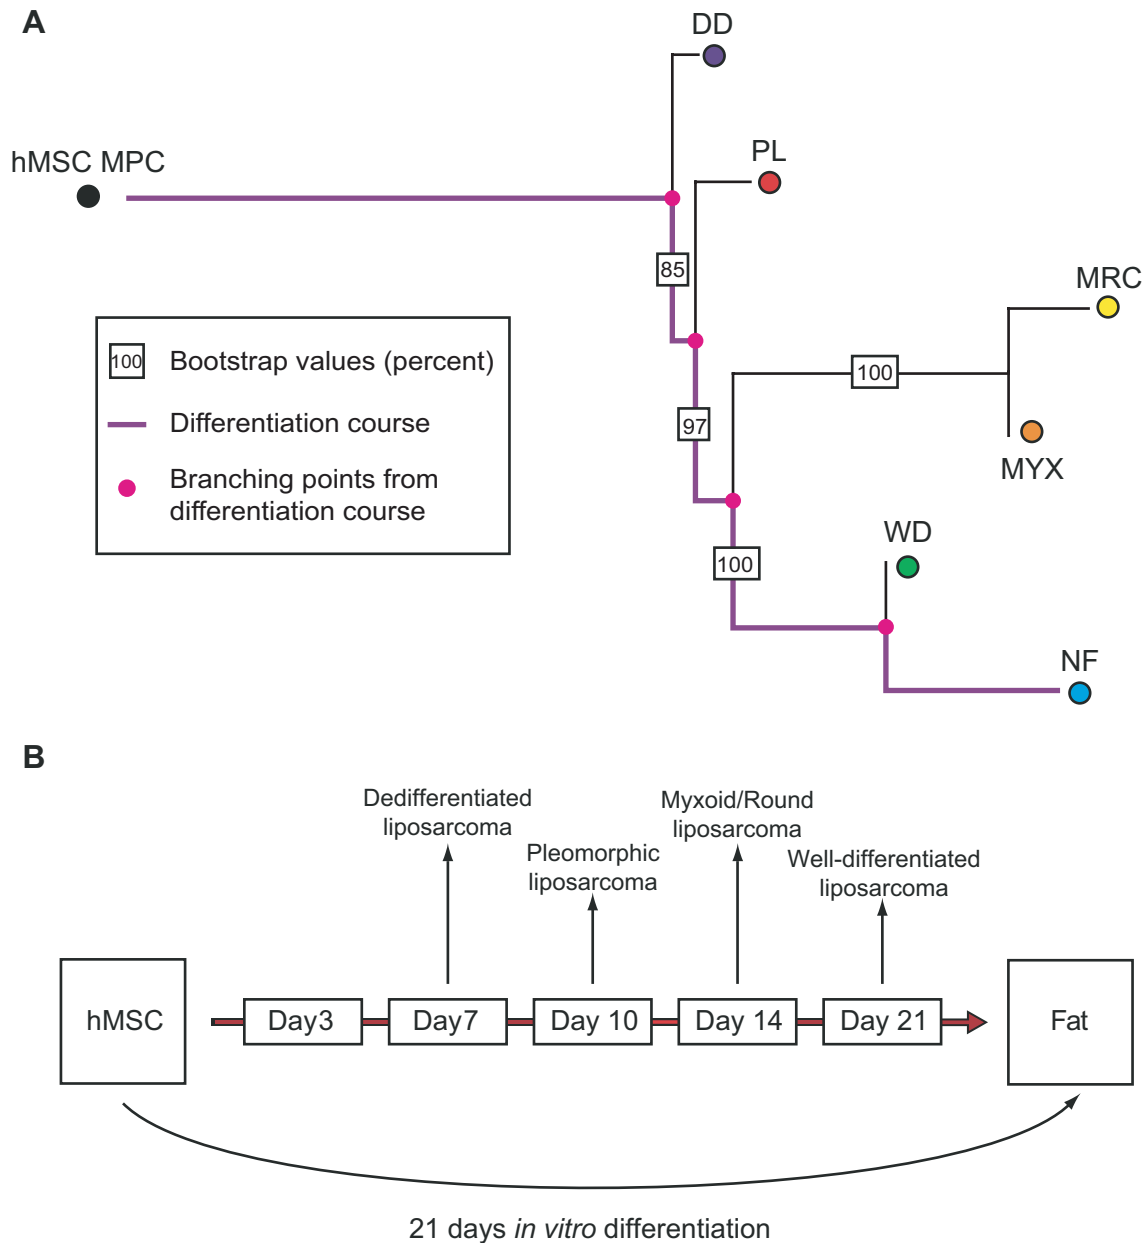 A
DD
hMSC MPC
PL
85
MRC
100
Bootstrap values (percent)
100
Differentiation course
97
MYX
Branching points from
differentiation course
WD
100
NF
B
Dedifferentiated
liposarcoma
Pleomorphic
liposarcoma
Myxoid/Round
liposarcoma
Well-differentiated
liposarcoma
hMSC
Day3
Day7
Day 10
Day 14
Day 21
Fat
21 days in vitro differentiation